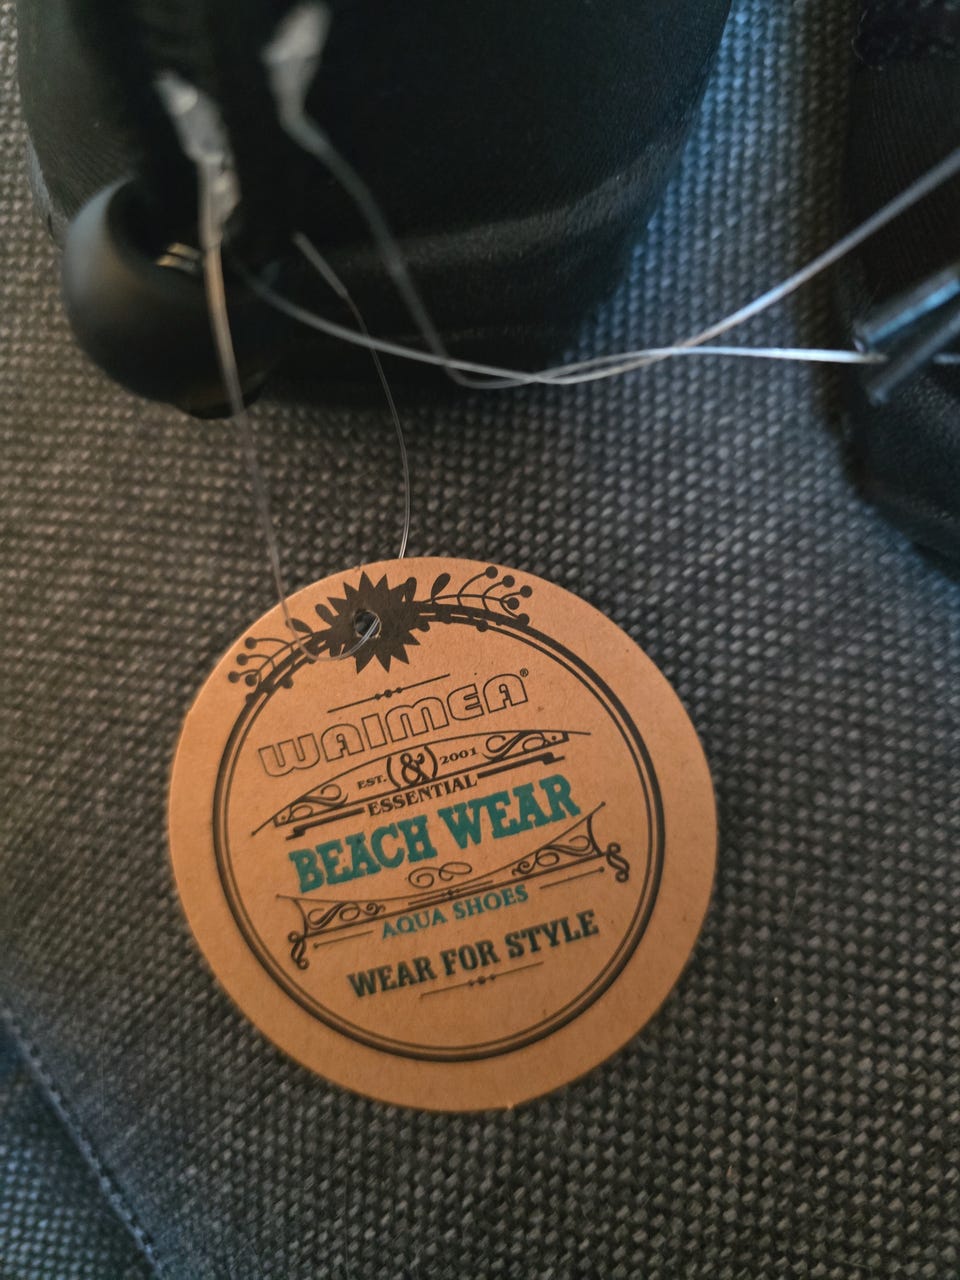 WAIMEA®
EST. & 2001
ESSENTIAL
BEACH WEAR
AQUA SHOES
WEAR FOR STYLE